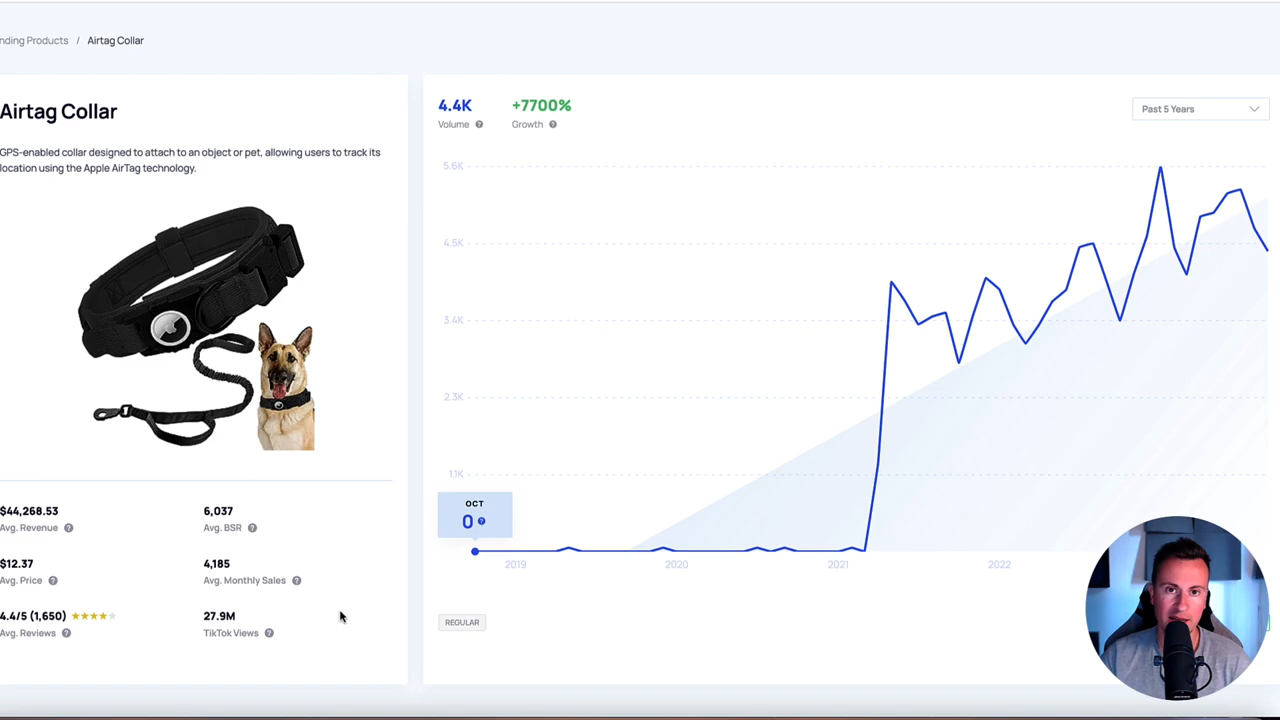 nding Products / Airtag Collar
Airtag Collar
GPS-enabled collar designed to attach to an object or pet, allowing users to track its
location using the Apple AirTag technology.
$44,268.53
Avg. Revenue ?
6,037
Avg. BSR ?
$12.37
Avg. Price ?
4,185
Avg. Monthly Sales ?
4.4/5 (1,650)
Avg. Reviews ?
27.9M
TikTok Views ?
4.4K
Volume ?
+7700%
Growth ?
Past 5 Years
5.6K
4.5K
3.4K
2.3K
1.1K
OCT
0 ?
2019
2020
2021
2022
REGULAR